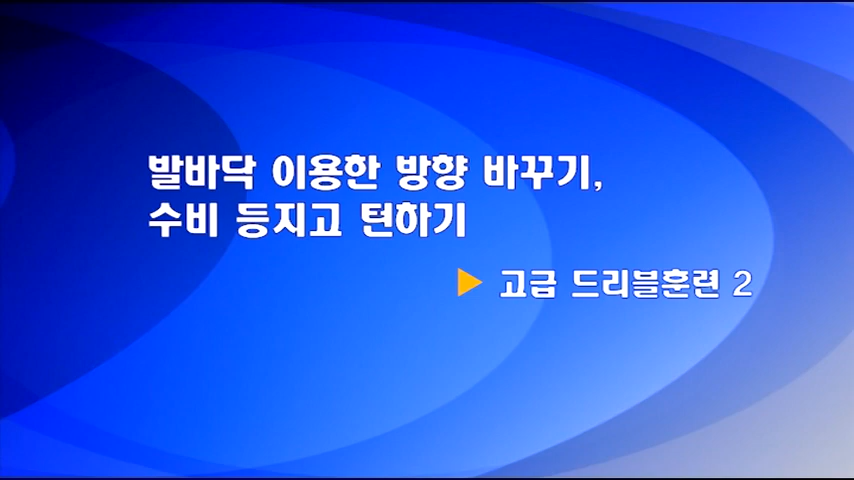 발바닥 이용한 방향 바꾸기,
수비 등지고 턴하기
▶ 고급 드리블훈련 2